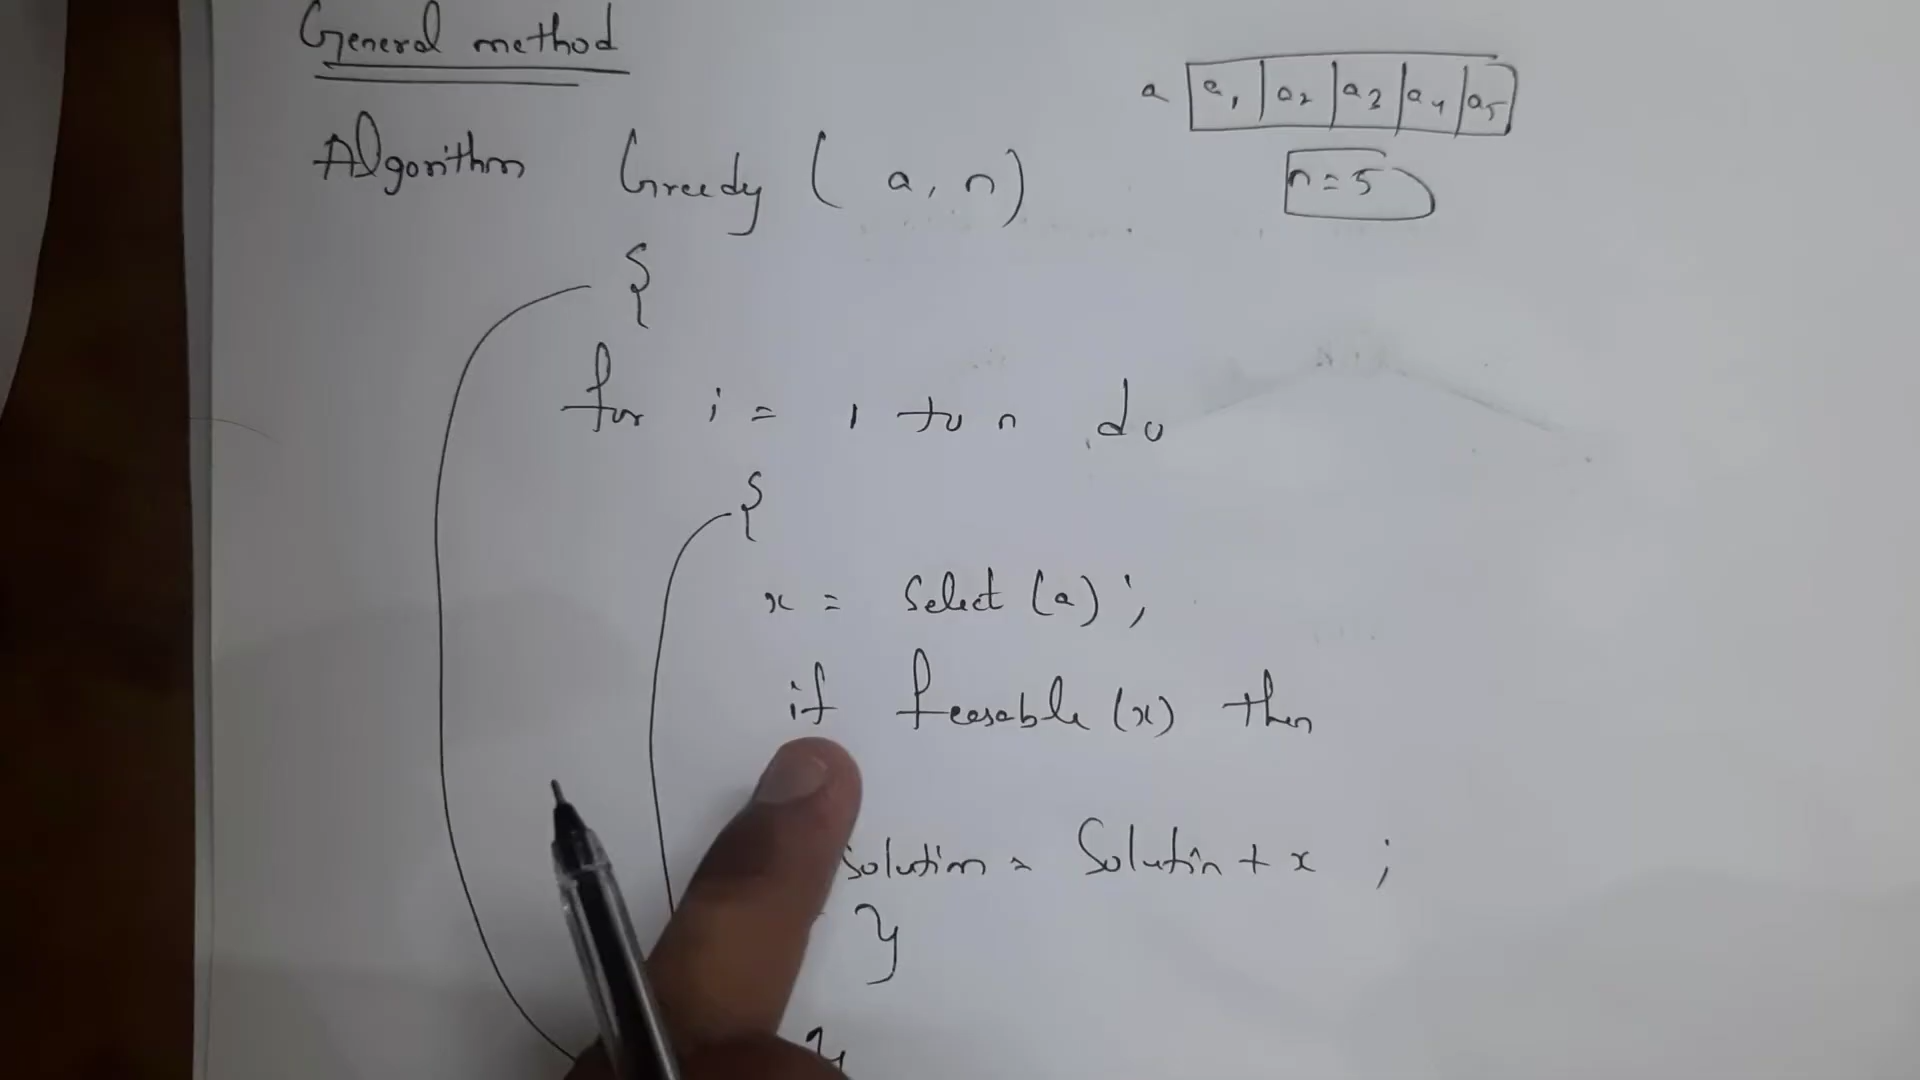 General method
a a1 a2 a3 a4 a5
n = 5
Algorithm Greedy ( a, n )
{
for i = 1 to n do
{
x = Select (a) ;
if feasable (x) then
solution = Solutin + x ;
}
}